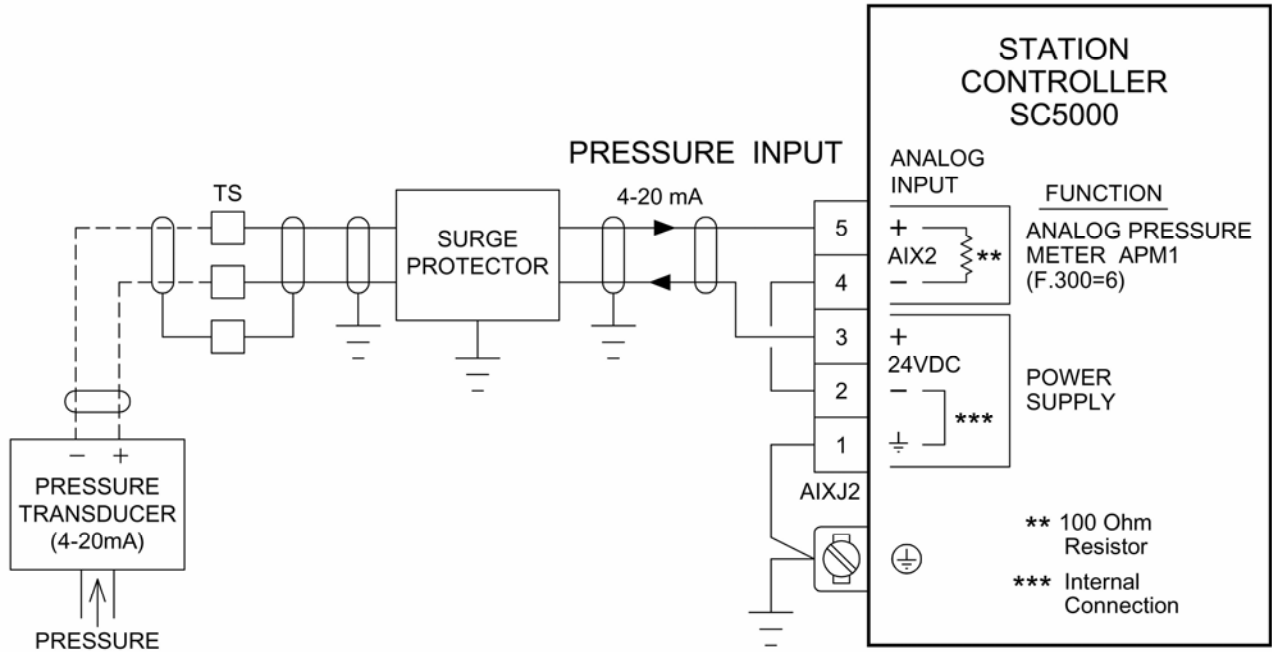 STATION
CONTROLLER
SC5000
PRESSURE INPUT
4-20 mA
ANALOG
INPUT
FUNCTION
TS
SURGE
PROTECTOR
5
+
AIX2
**
−
ANALOG PRESSURE
METER APM1
(F.300=6)
4
3
+
24VDC
2
−
***
POWER
SUPPLY
1
AIXJ2
− +
PRESSURE
TRANSDUCER
(4-20mA)
PRESSURE
** 100 Ohm
Resistor
*** Internal
Connection